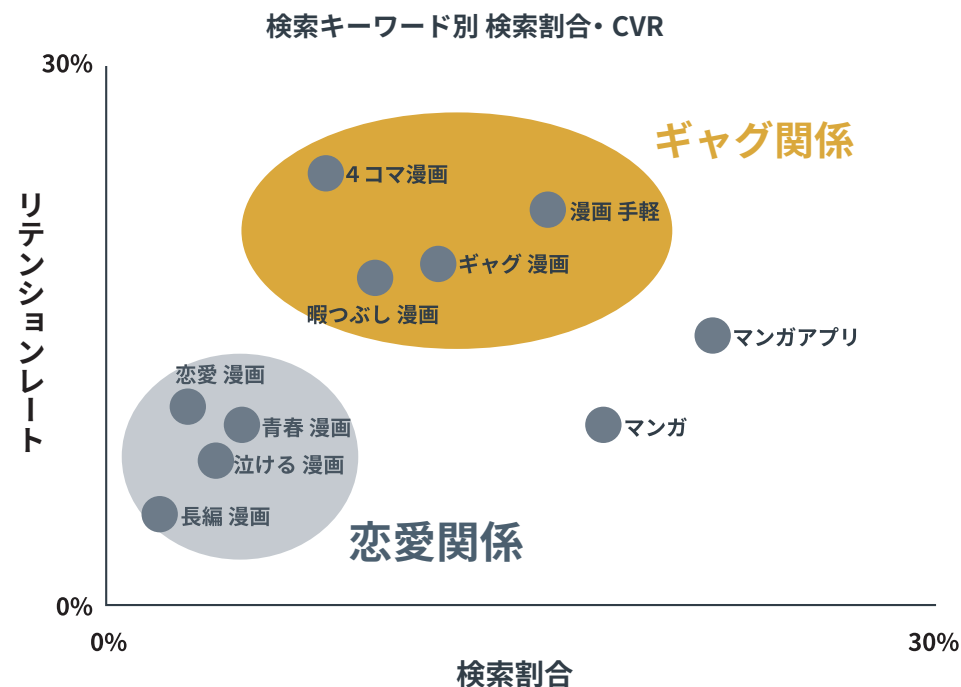 検索キーワード別 検索割合・CVR
30%
ギャグ関係
4コマ漫画
漫画 手軽
ギャグ 漫画
暇つぶし 漫画
リテンションレート
マンガアプリ
恋愛 漫画
青春 漫画
マンガ
泣ける 漫画
長編 漫画
恋愛関係
0%
0%
30%
検索割合